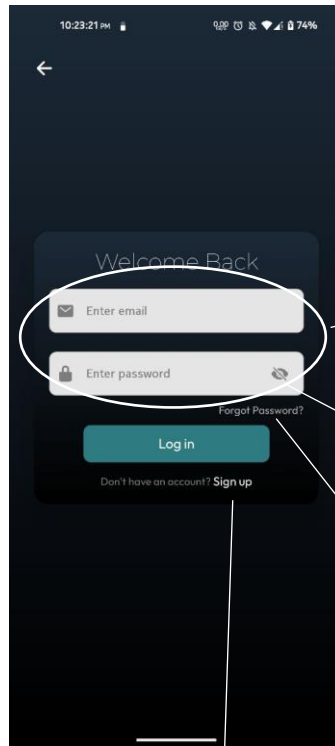 10:23:21 PM 74%
Welcome Back
Enter email
Enter password
Forgot Password?
Log in
Don't have an account? Sign up